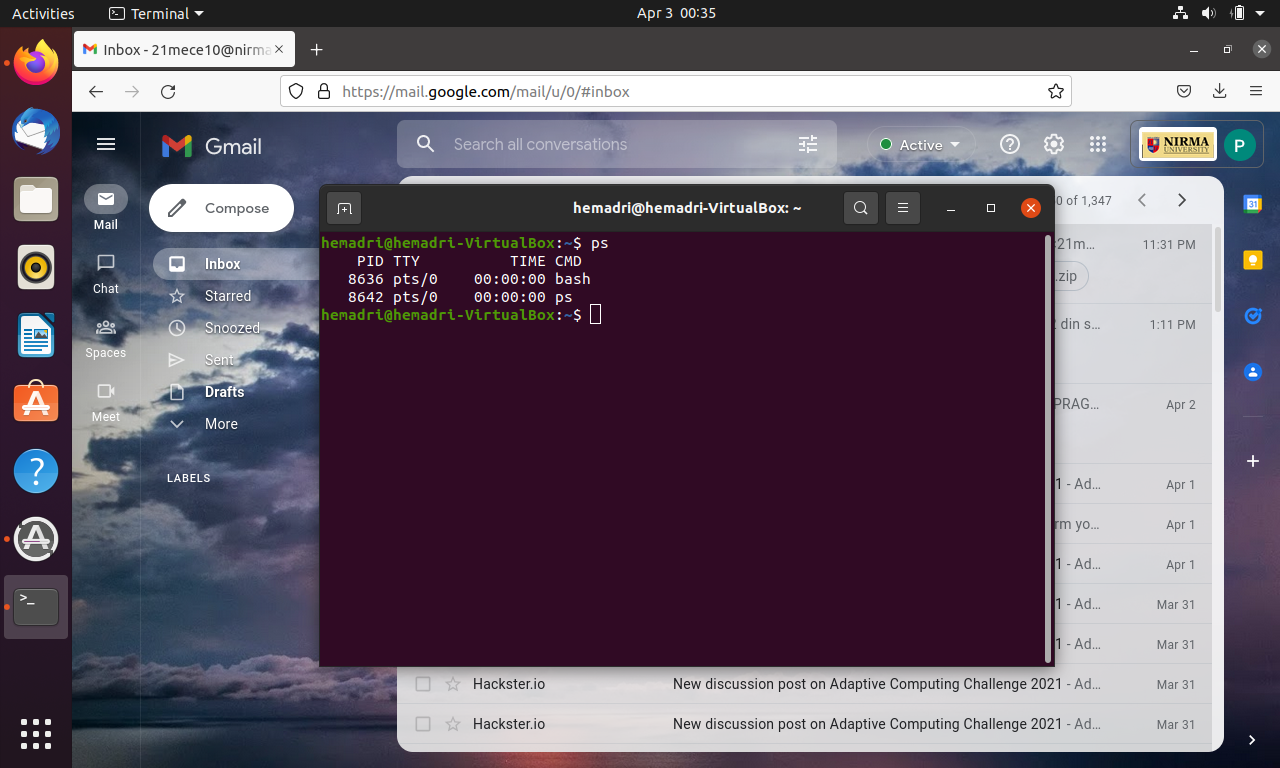 Activities
Terminal
Apr 3 00:35
Inbox - 21mece10@nirma
https://mail.google.com/mail/u/0/#inbox
Gmail
Search all conversations
Active
NIRMA
UNIVERSITY
P
Compose
Mail
Chat
Spaces
Meet
Inbox
Starred
Snoozed
Sent
Drafts
More
LABELS
hemadri@hemadri-VirtualBox: ~
hemadri@hemadri-VirtualBox:~$ ps
PID TTY TIME CMD
8636 pts/0 00:00:00 bash
8642 pts/0 00:00:00 ps
hemadri@hemadri-VirtualBox:~$
0 of 1,347
:21m… 11:31 PM
.zip
din s… 1:11 PM
PRAG… Apr 2
1 - Ad… Apr 1
rm yo… Apr 1
1 - Ad… Apr 1
1 - Ad… Mar 31
1 - Ad… Mar 31
Hackster.io New discussion post on Adaptive Computing Challenge 2021 - Ad… Mar 31
Hackster.io New discussion post on Adaptive Computing Challenge 2021 - Ad… Mar 31
31